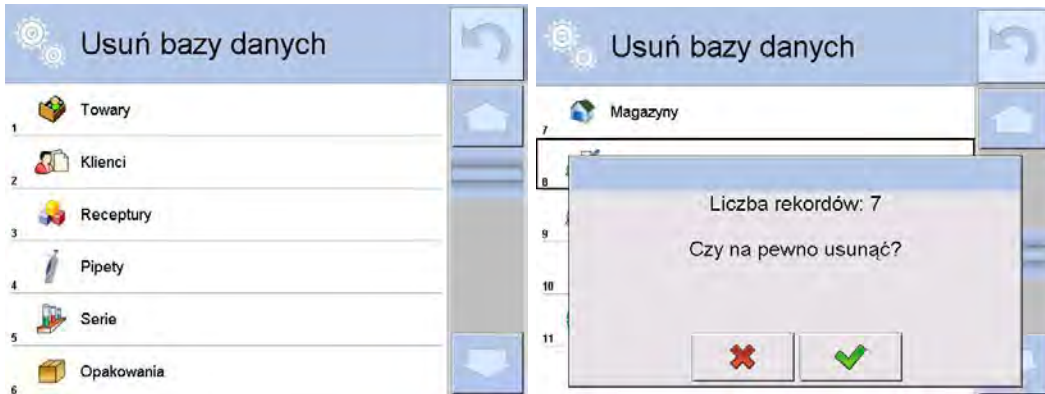 Usuń bazy danych
1 Towary
2 Klienci
3 Receptury
4 Pipety
5 Serie
6 Opakowania
Usuń bazy danych
7 Magazyny
8
9
10
11
Liczba rekordów: 7
Czy na pewno usunąć?